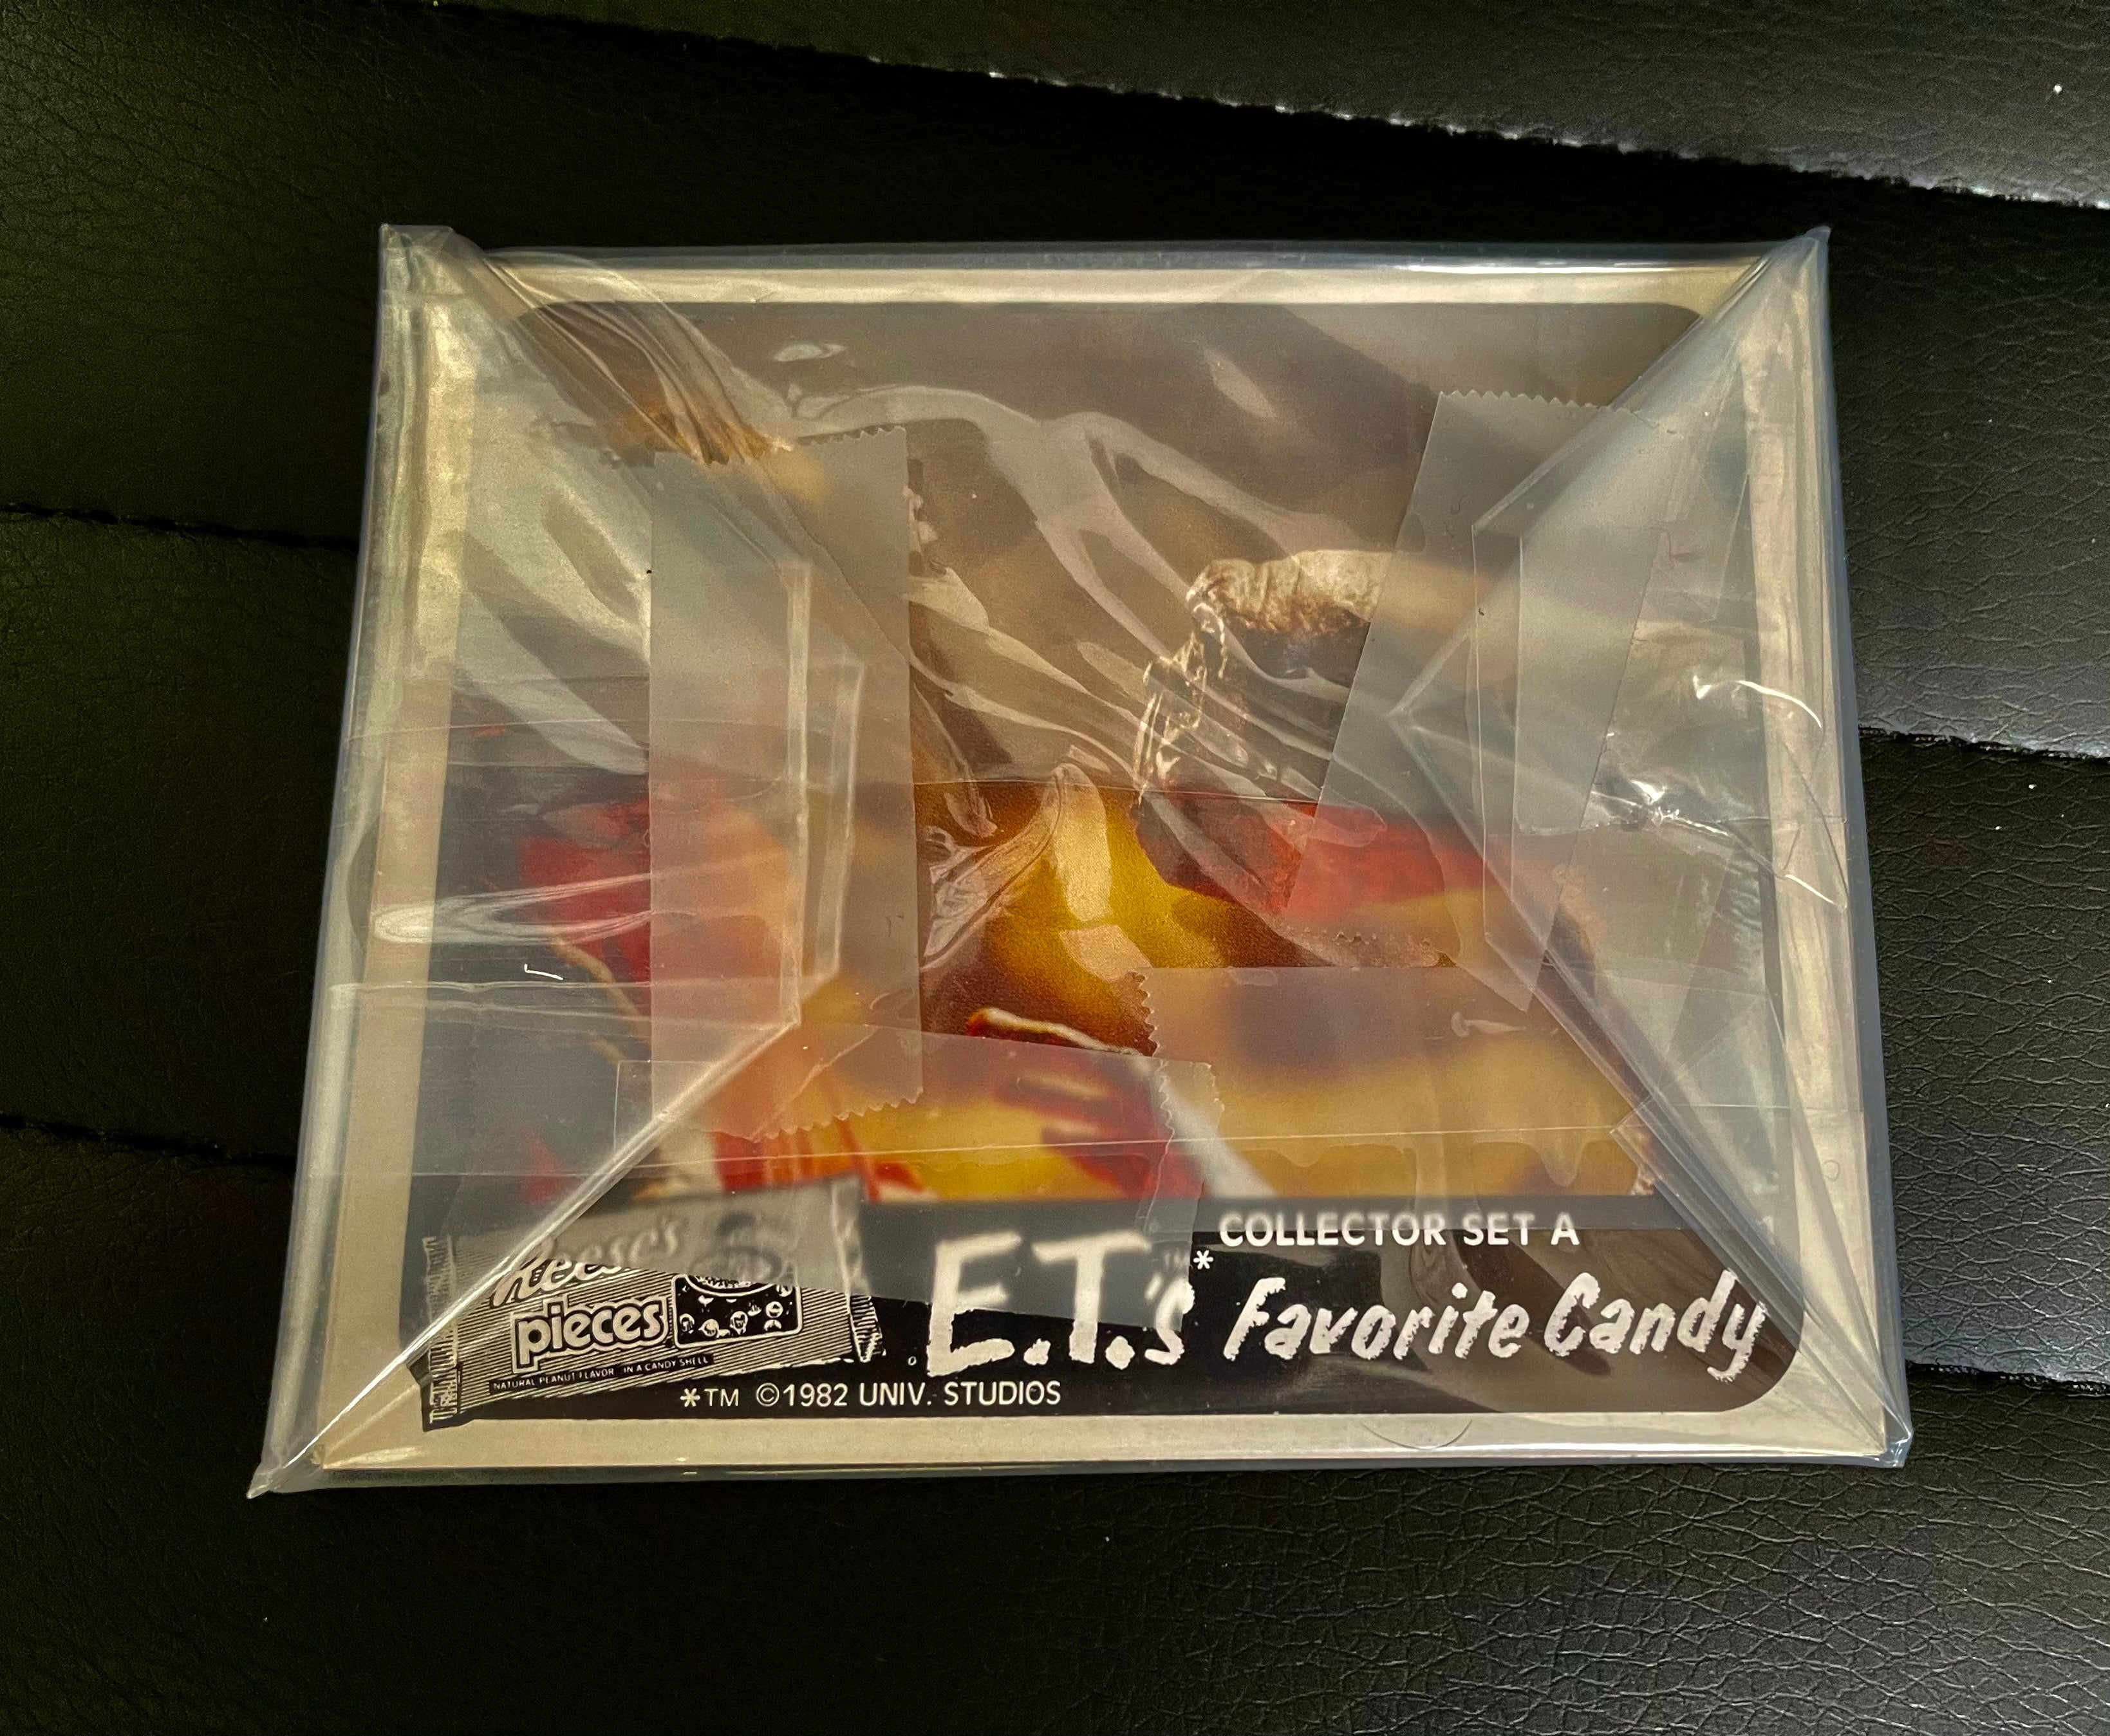 COLLECTOR SET A
E.T.'s* Favorite Candy
Reese's
pieces
NATURAL PEANUT FLAVOR IN A CANDY SHELL
*TM ©1982 UNIV. STUDIOS